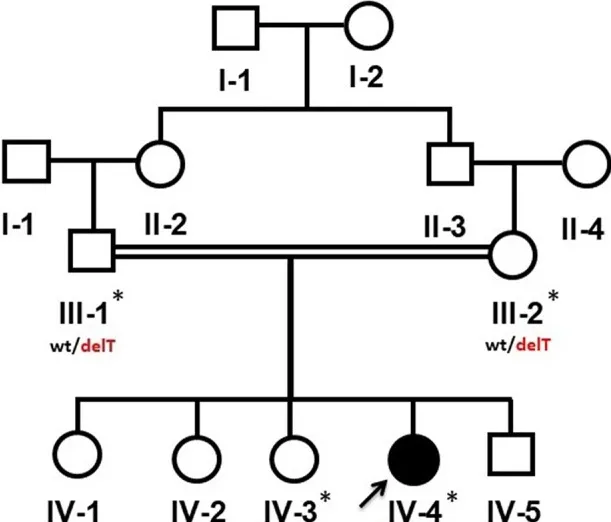 I-1 I-2
I-1 II-2 II-3 II-4
III-1* III-2*
wt/delT wt/delT
IV-1 IV-2 IV-3* IV-4* IV-5